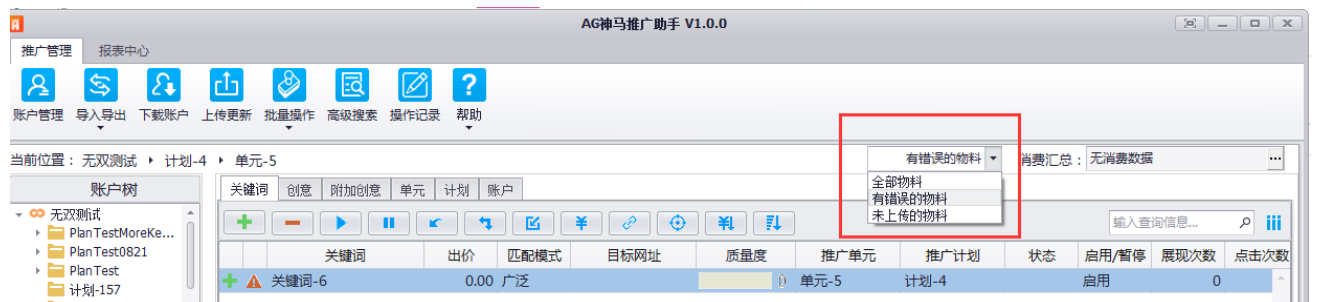 AG神马推广助手 V1.0.0
推广管理 报表中心
账户管理 导入导出 下载账户 上传更新 批量操作 高级搜索 操作记录 帮助
当前位置：无双测试 计划-4 单元-5 有错误的物料 消费汇总：无消费数据 ...
全部物料
有错误的物料
未上传的物料
账户树 关键词 创意 附加创意 单元 计划 账户
无双测试
PlanTestMoreKe...
PlanTest0821
PlanTest
计划-157
输入查询信息...
关键词 出价 匹配模式 目标网址 质量度 推广单元 推广计划 状态 启用/暂停 展现次数 点击次数
关键词-6 0.00 广泛 0 单元-5 计划-4 启用 0